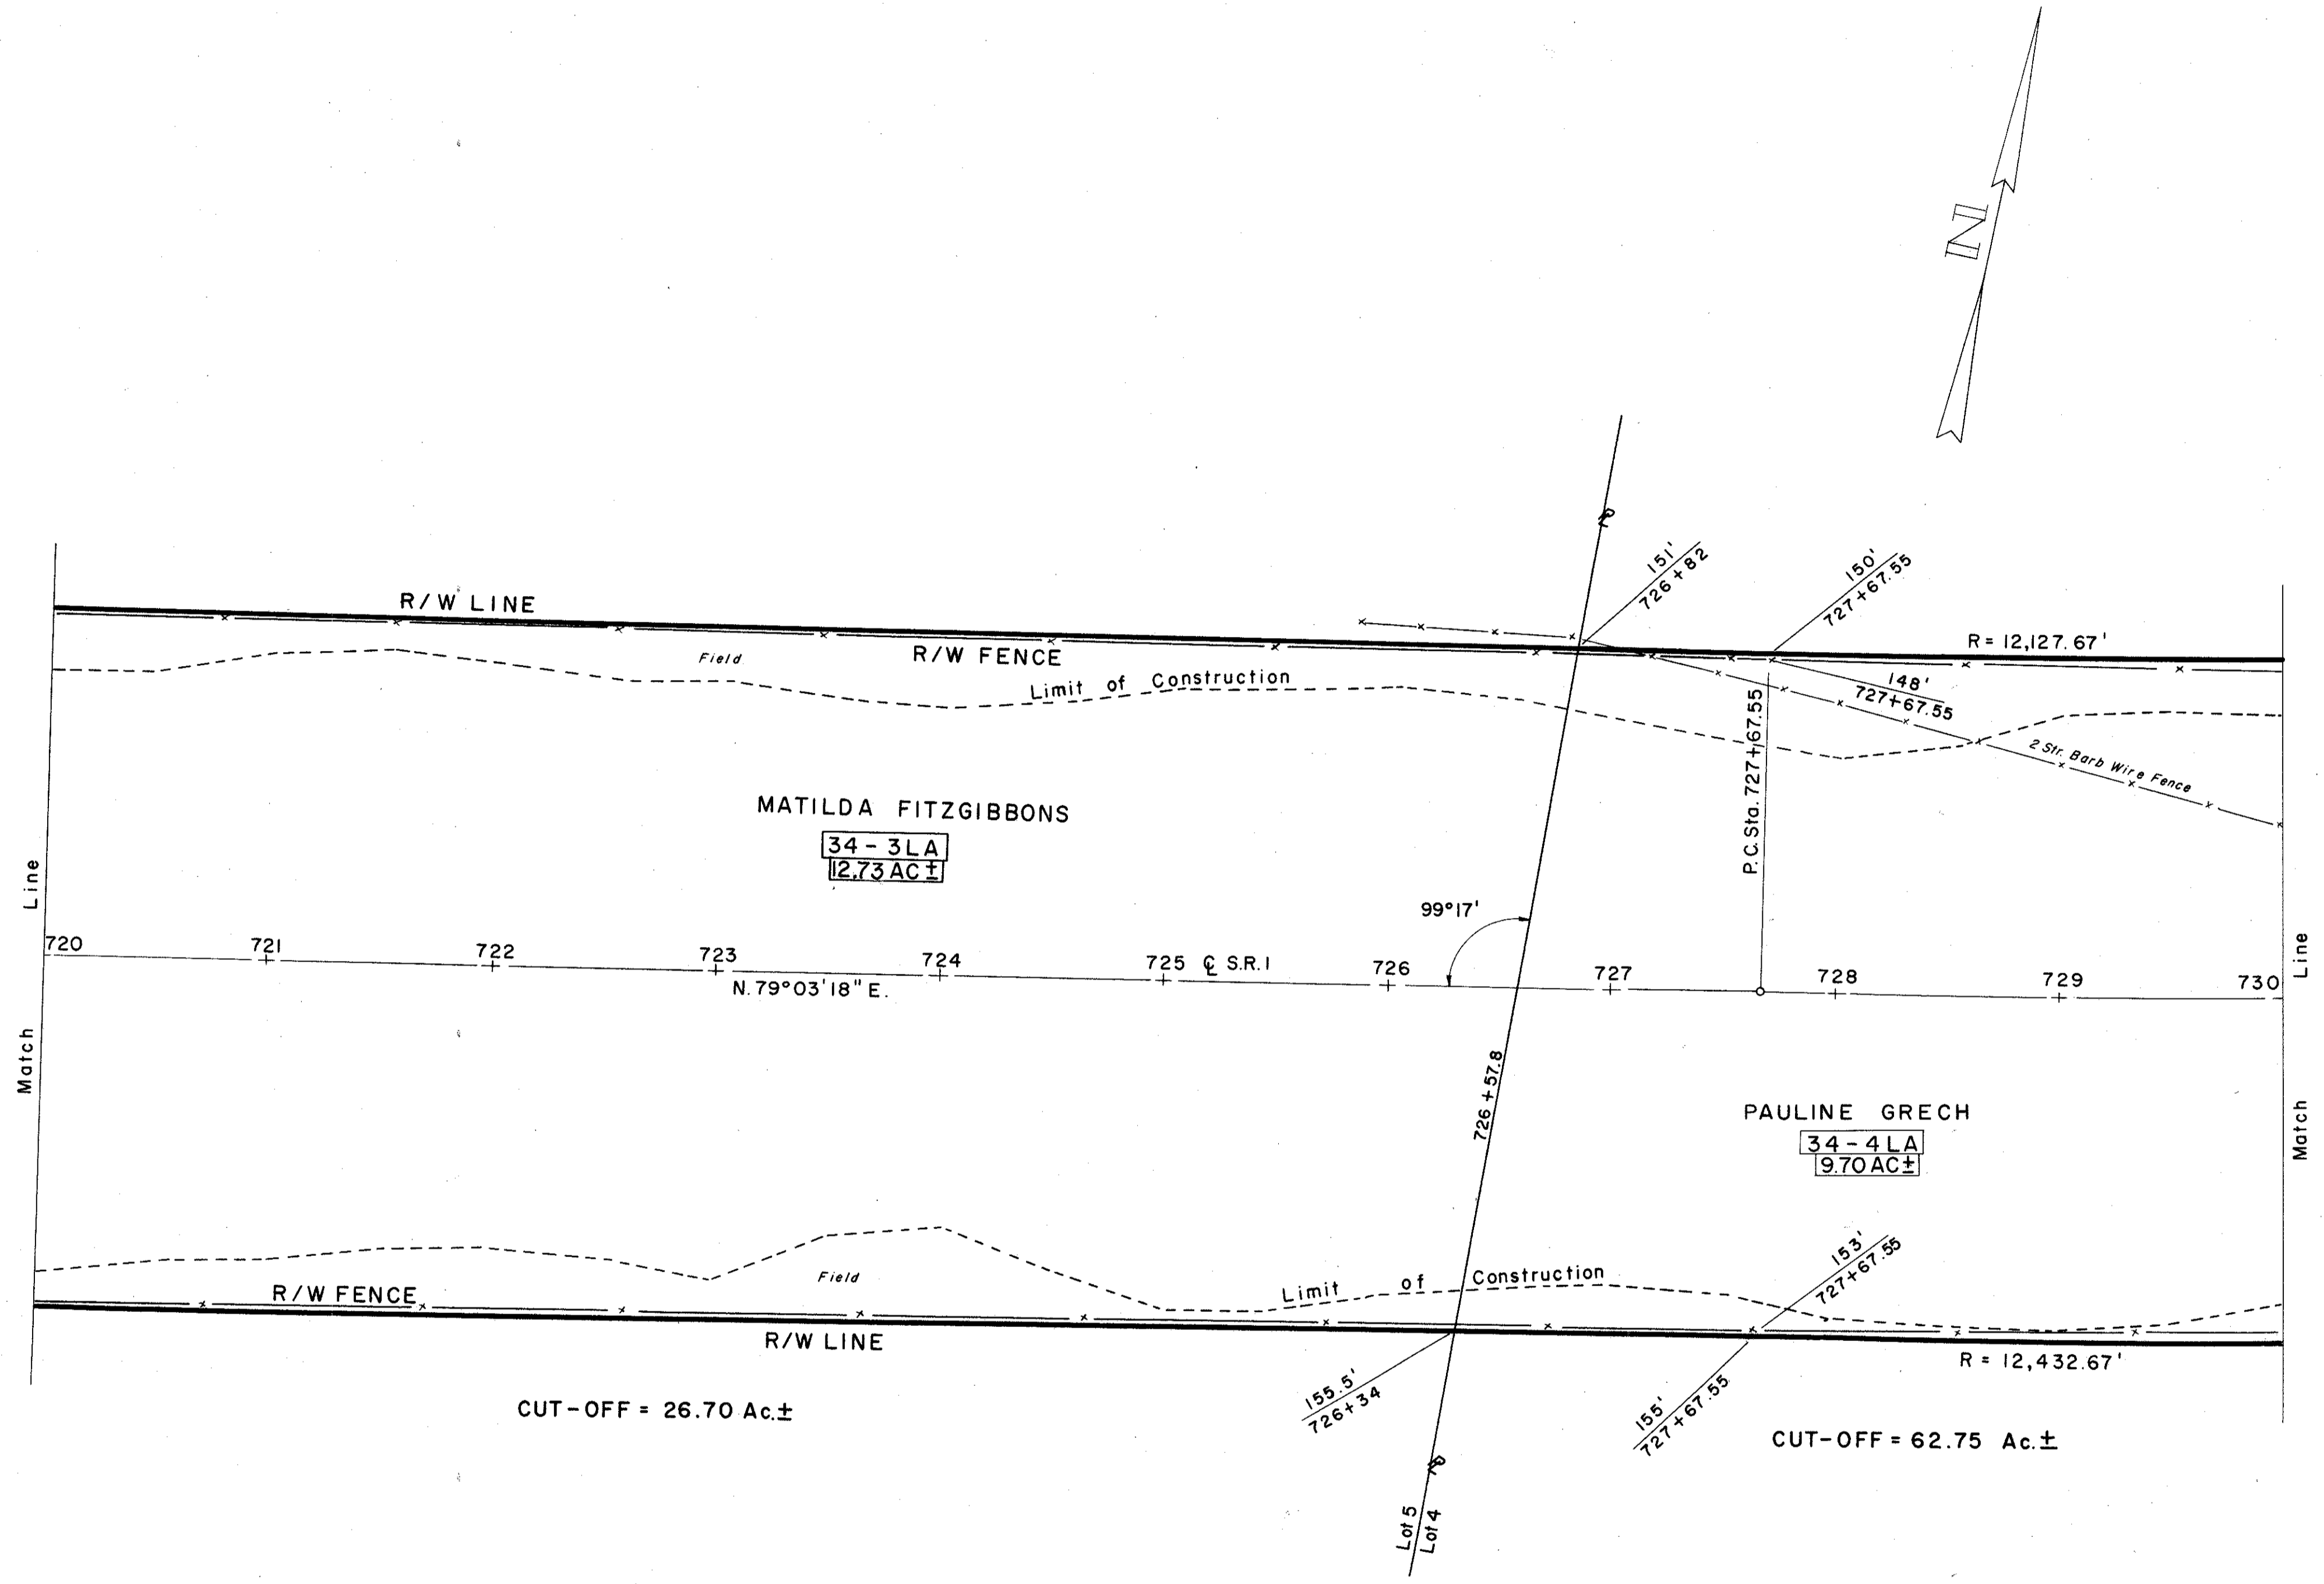 N
151'
726+82
150'
727+67.55
R/W LINE
R/W FENCE
R = 12,127.67'
Field
Limit of Construction
148'
727+67.55
P.C. Sta. 727+67.55
2 Str. Barb Wire Fence
MATILDA FITZGIBBONS
34-3LA
12.73 AC±
Match Line
99°17'
720 721 722 723 724 725 ℄ S.R.1 726 727 728 729 730
N. 79°03'18" E.
Match Line
726+57.8
PAULINE GRECH
34-4LA
9.70 AC±
Field
R/W FENCE
Limit of Construction
153'
727+67.55
R/W LINE
R = 12,432.67'
155.5'
726+34
155'
727+67.55
CUT-OFF = 26.70 Ac.±
CUT-OFF = 62.75 Ac.±
Lot 5
Lot 4